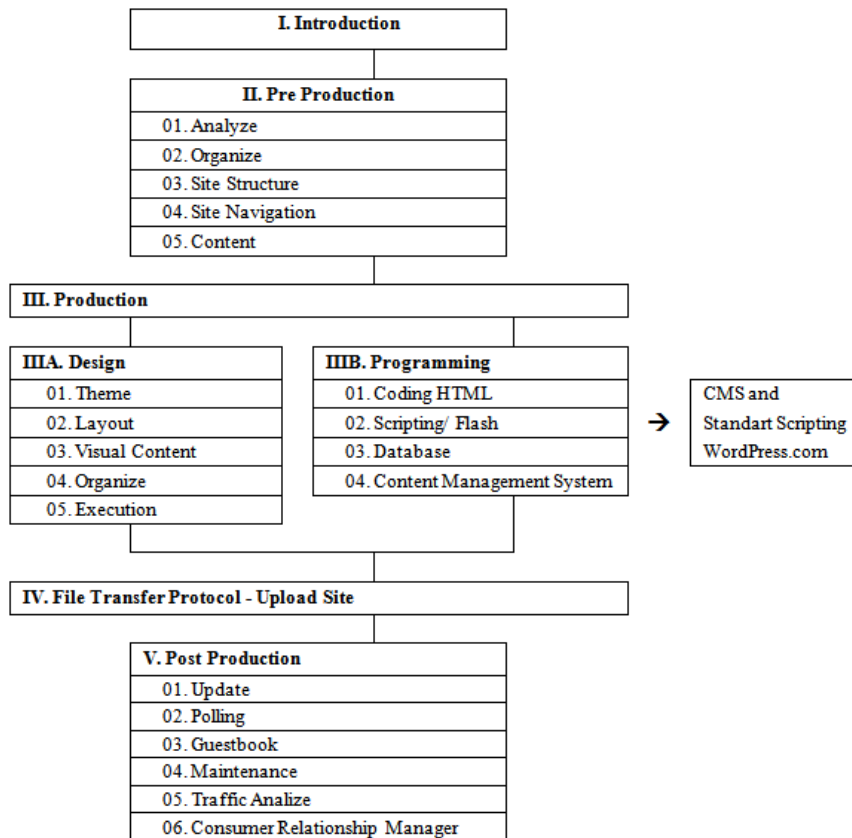 I. Introduction
II. Pre Production
01. Analyze
02. Organize
03. Site Structure
04. Site Navigation
05. Content
III. Production
IIIA. Design
01. Theme
02. Layout
03. Visual Content
04. Organize
05. Execution
IIIB. Programming
01. Coding HTML
02. Scripting/ Flash
03. Database
04. Content Management System
CMS and
Standart Scripting
WordPress.com
IV. File Transfer Protocol - Upload Site
V. Post Production
01. Update
02. Polling
03. Guestbook
04. Maintenance
05. Traffic Analize
06. Consumer Relationship Manager